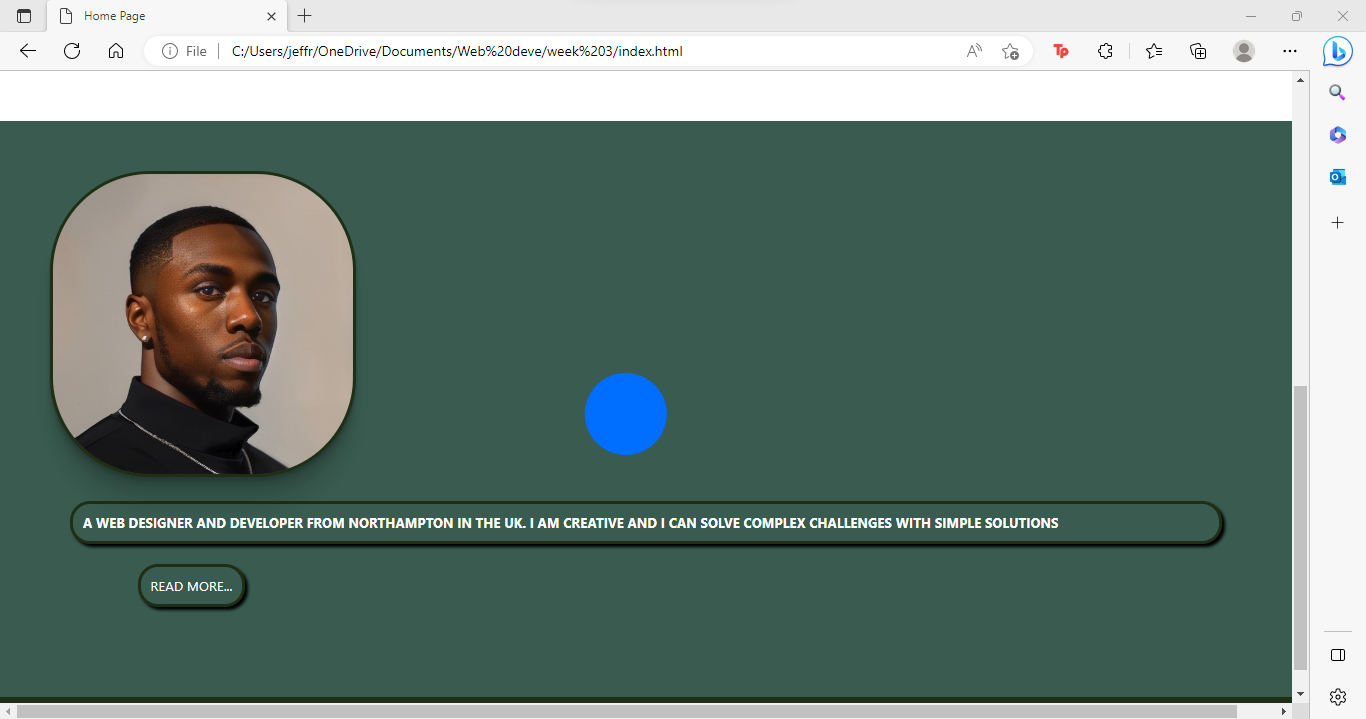 Home Page
File
C:/Users/jeffr/OneDrive/Documents/Web%20deve/week%203/index.html
A WEB DESIGNER AND DEVELOPER FROM NORTHAMPTON IN THE UK. I AM CREATIVE AND I CAN SOLVE COMPLEX CHALLENGES WITH SIMPLE SOLUTIONS
READ MORE...